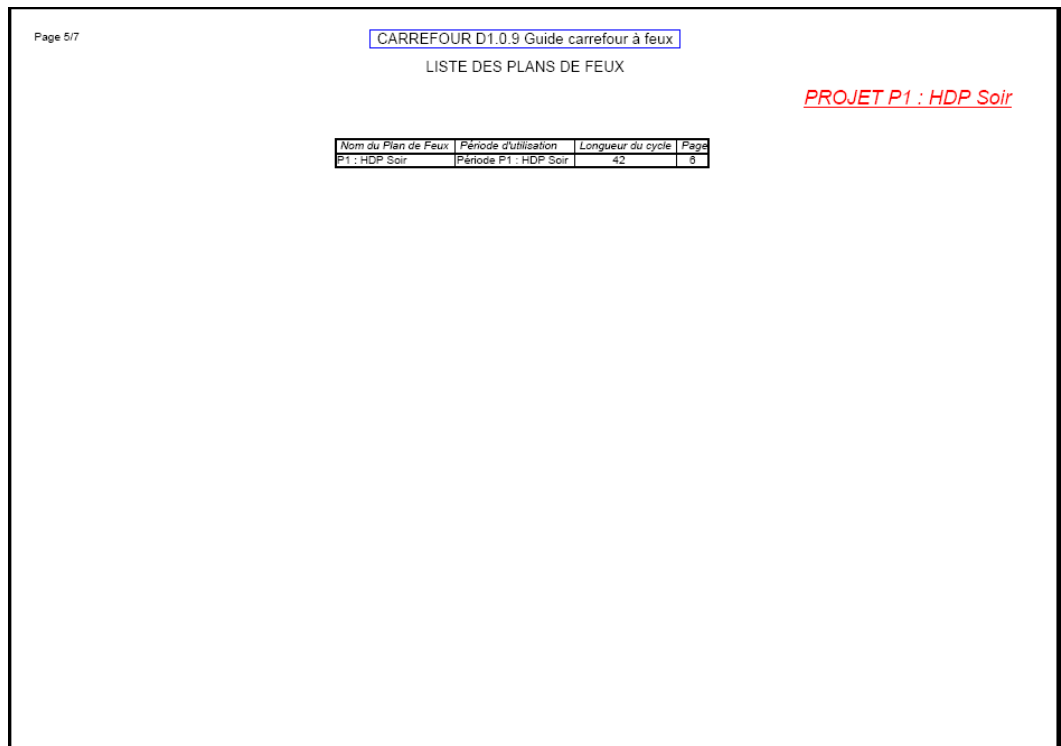 Page 5/7
CARREFOUR D1.0.9 Guide carrefour à feux
LISTE DES PLANS DE FEUX
PROJET P1 : HDP Soir
Nom du Plan de Feux Période d'utilisation Longueur du cycle Page
P1 : HDP Soir Période P1 : HDP Soir 42 6